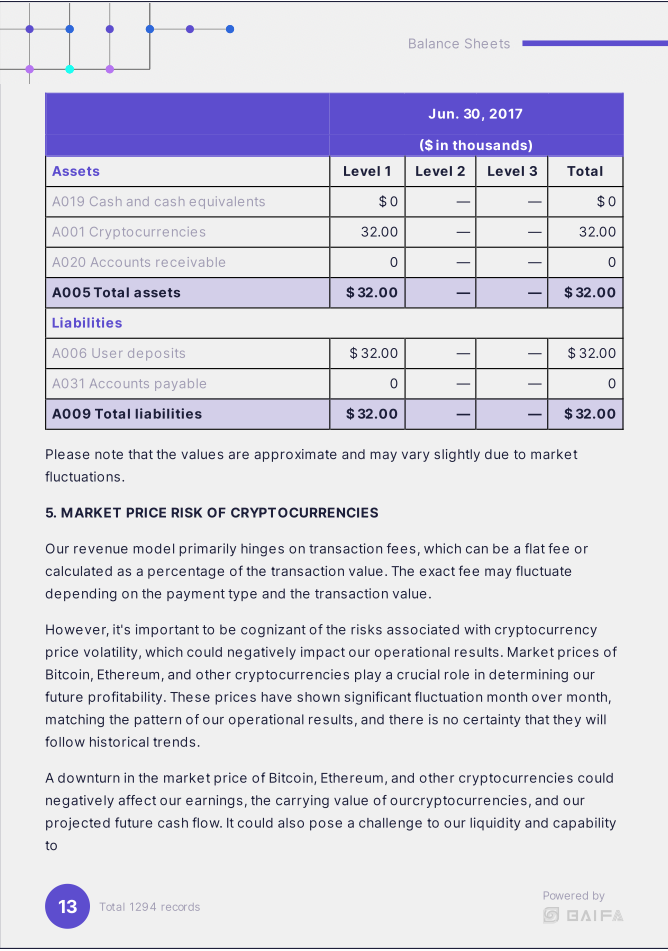 Balance Sheets
Jun. 30, 2017
($ in thousands)
Assets Level 1 Level 2 Level 3 Total
A019 Cash and cash equivalents $ 0 — — $ 0
A001 Cryptocurrencies 32.00 — — 32.00
A020 Accounts receivable 0 — — 0
A005 Total assets $ 32.00 — — $ 32.00
Liabilities
A006 User deposits $ 32.00 — — $ 32.00
A031 Accounts payable 0 — — 0
A009 Total liabilities $ 32.00 — — $ 32.00
Please note that the values are approximate and may vary slightly due to market
fluctuations.
5. MARKET PRICE RISK OF CRYPTOCURRENCIES
Our revenue model primarily hinges on transaction fees, which can be a flat fee or
calculated as a percentage of the transaction value. The exact fee may fluctuate
depending on the payment type and the transaction value.
However, it's important to be cognizant of the risks associated with cryptocurrency
price volatility, which could negatively impact our operational results. Market prices of
Bitcoin, Ethereum, and other cryptocurrencies play a crucial role in determining our
future profitability. These prices have shown significant fluctuation month over month,
matching the pattern of our operational results, and there is no certainty that they will
follow historical trends.
A downturn in the market price of Bitcoin, Ethereum, and other cryptocurrencies could
negatively affect our earnings, the carrying value of ourcryptocurrencies, and our
projected future cash flow. It could also pose a challenge to our liquidity and capability
to
13 Total 1294 records
Powered by
BAIFA